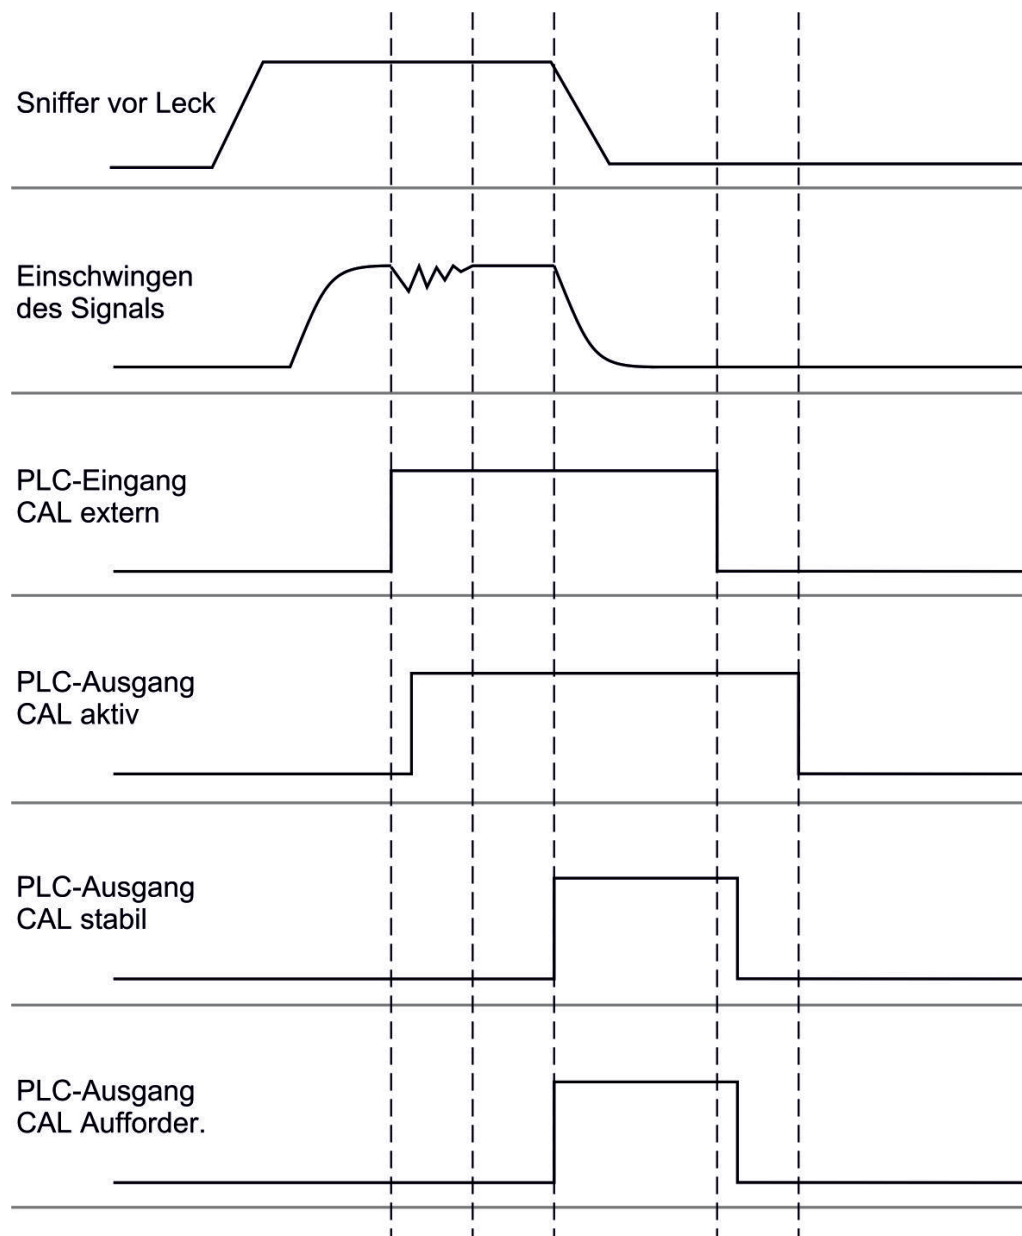 Sniffer vor Leck
Einschwingen
des Signals
PLC-Eingang
CAL extern
PLC-Ausgang
CAL aktiv
PLC-Ausgang
CAL stabil
PLC-Ausgang
CAL Aufforder.